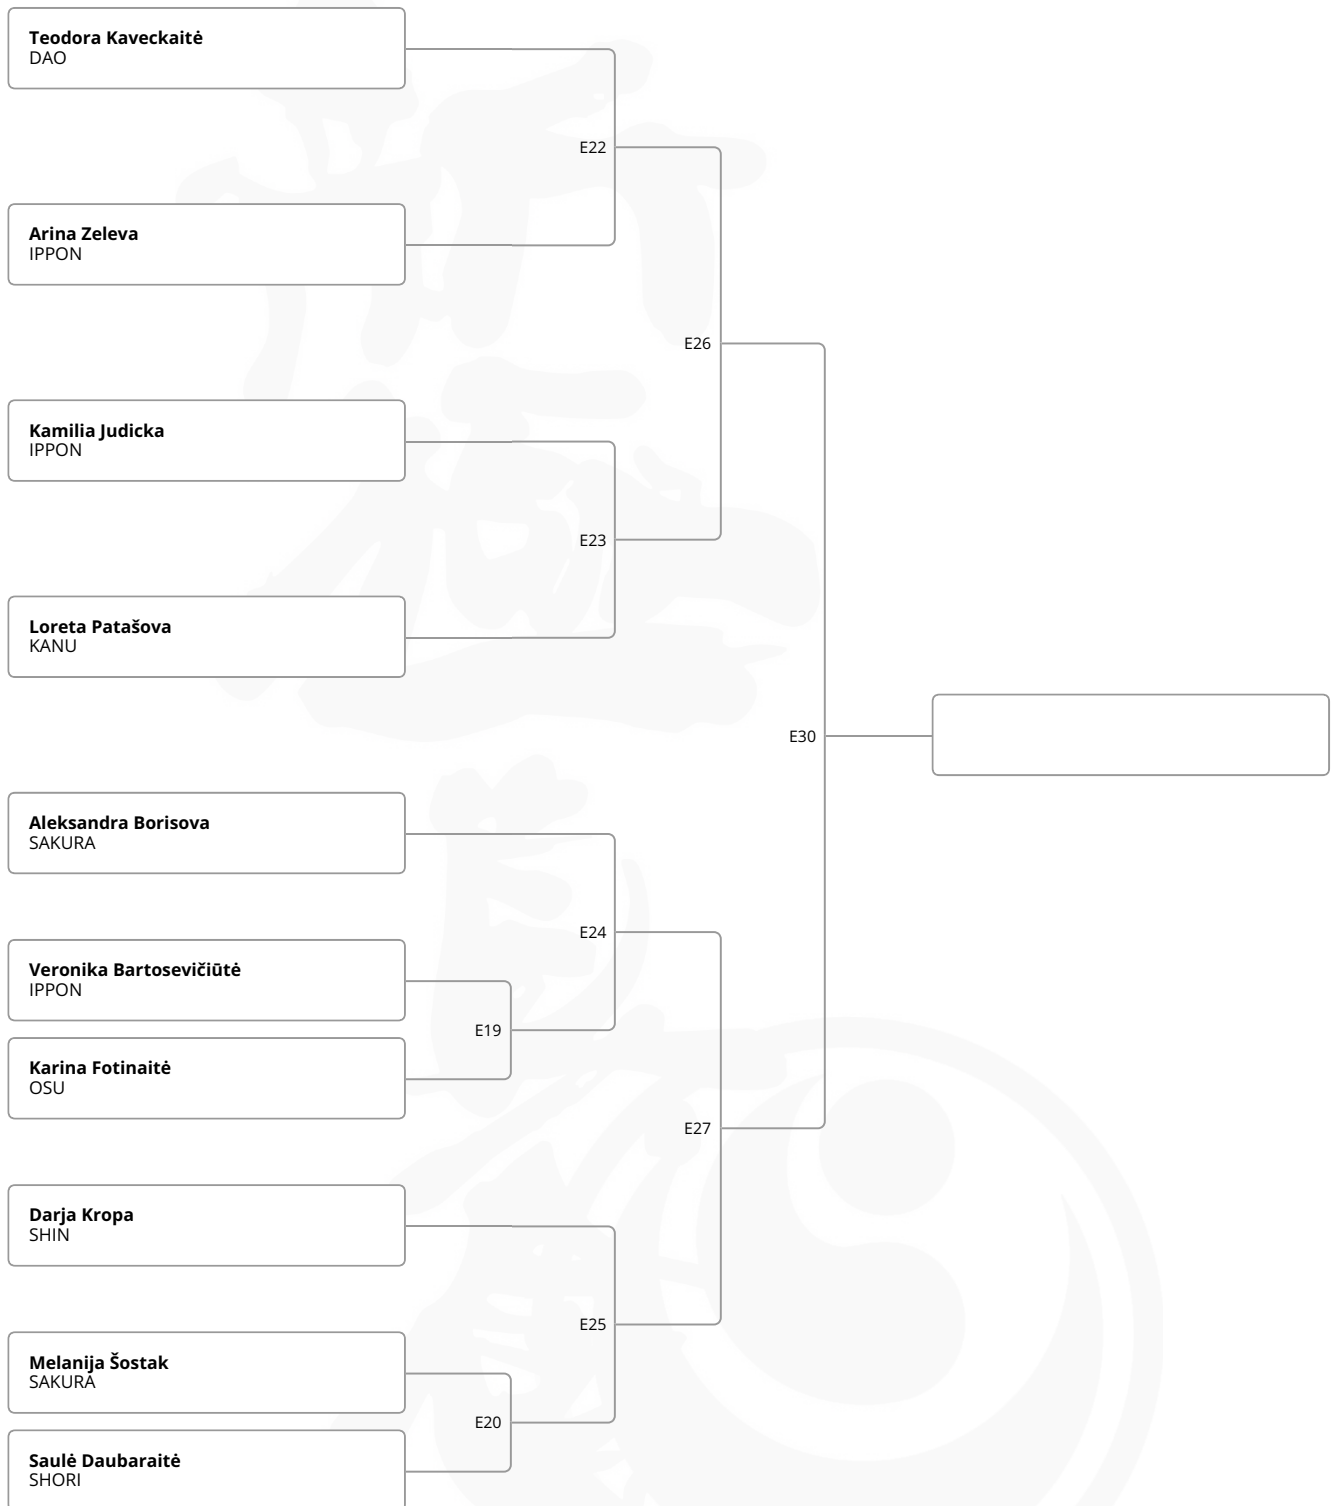 Teodora Kaveckaitė
DAO
E22
Arina Zeleva
IPPON
E26
Kamilia Judicka
IPPON
E23
Loreta Patašova
KANU
E30
Aleksandra Borisova
SAKURA
E24
Veronika Bartosevičiūtė
IPPON
E19
Karina Fotinaitė
OSU
E27
Darja Kropa
SHIN
E25
Melanija Šostak
SAKURA
E20
Saulė Daubaraitė
SHORI